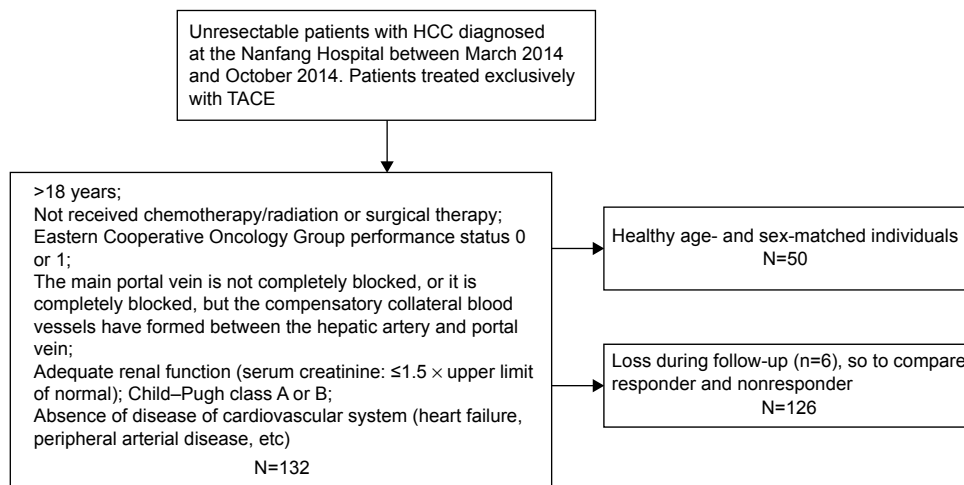 Unresectable patients with HCC diagnosed
at the Nanfang Hospital between March 2014
and October 2014. Patients treated exclusively
with TACE
>18 years;
Not received chemotherapy/radiation or surgical therapy;
Eastern Cooperative Oncology Group performance status 0
or 1;
The main portal vein is not completely blocked, or it is
completely blocked, but the compensatory collateral blood
vessels have formed between the hepatic artery and portal
vein;
Adequate renal function (serum creatinine: ≤1.5 × upper limit
of normal); Child–Pugh class A or B;
Absence of disease of cardiovascular system (heart failure,
peripheral arterial disease, etc)
N=132
Healthy age- and sex-matched individuals
N=50
Loss during follow-up (n=6), so to compare
responder and nonresponder
N=126